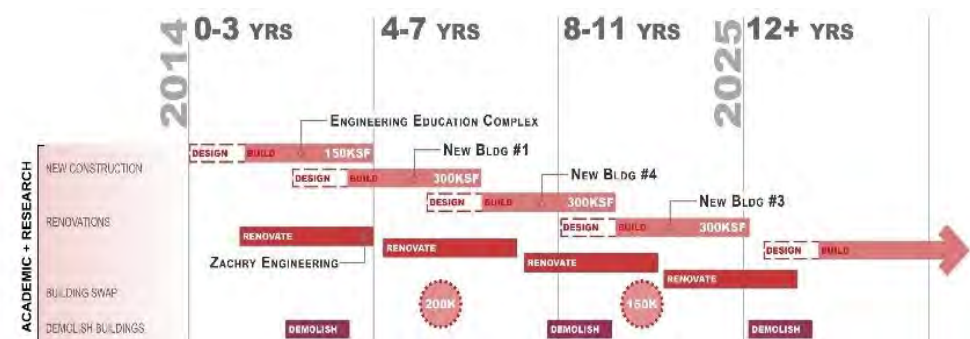 2014
0-3 YRS
4-7 YRS
8-11 YRS
2025
12+ YRS
ACADEMIC + RESEARCH
ENGINEERING EDUCATION COMPLEX
NEW CONSTRUCTION
DESIGN BUILD 150KSF
NEW BLDG #1
DESIGN BUILD 300KSF
NEW BLDG #4
DESIGN BUILD 300KSF
NEW BLDG #3
RENOVATIONS
DESIGN BUILD 300KSF
RENOVATE
ZACHRY ENGINEERING
RENOVATE
DESIGN BUILD
RENOVATE
RENOVATE
BUILDING SWAP
200K
150K
DEMOLISH BUILDINGS
DEMOLISH
DEMOLISH
DEMOLISH